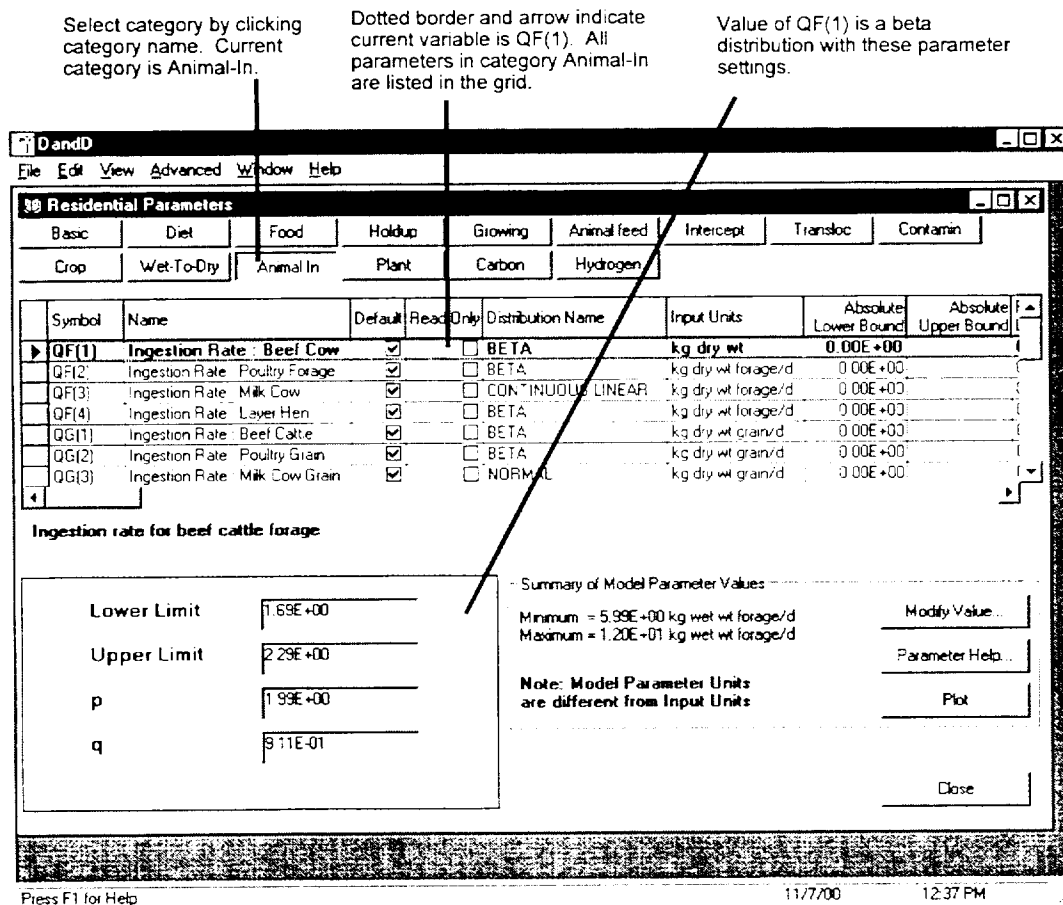 Select category by clicking
category name. Current
category is Animal-In.
Dotted border and arrow indicate
current variable is QF(1). All
parameters in category Animal-In
are listed in the grid.
Value of QF(1) is a beta
distribution with these parameter
settings.
DandD
File Edit View Advanced Window Help
Residential Parameters
Basic Diet Food Holdup Growing Animal feed Intercept Transloc Contamin
Crop Wet-To-Dry Animal In Plant Carbon Hydrogen
Symbol Name Default Read Only Distribution Name Input Units Absolute Lower Bound Absolute Upper Bound
QF(1) Ingestion Rate : Beef Cow BETA kg dry wt 0.00E+00
QF(2) Ingestion Rate : Poultry Forage BETA kg dry wt forage/d 0.00E+00
QF(3) Ingestion Rate : Milk Cow CONTINUOUS LINEAR kg dry wt forage/d 0.00E+00
QF(4) Ingestion Rate : Layer Hen BETA kg dry wt forage/d 0.00E+00
QG(1) Ingestion Rate : Beef Cattle BETA kg dry wt grain/d 0.00E+00
QG(2) Ingestion Rate : Poultry Grain BETA kg dry wt grain/d 0.00E+00
QG(3) Ingestion Rate : Milk Cow Grain NORMAL kg dry wt grain/d 0.00E+00
Ingestion rate for beef cattle forage
Lower Limit 1.69E+00
Upper Limit 2.29E+00
p 1.99E+00
q 9.11E-01
Summary of Model Parameter Values
Minimum = 5.99E+00 kg wet wt forage/d
Maximum = 1.20E+01 kg wet wt forage/d
Note: Model Parameter Units
are different from Input Units
Modify Value...
Parameter Help...
Plot
Close
Press F1 for Help 11/7/00 12:37 PM